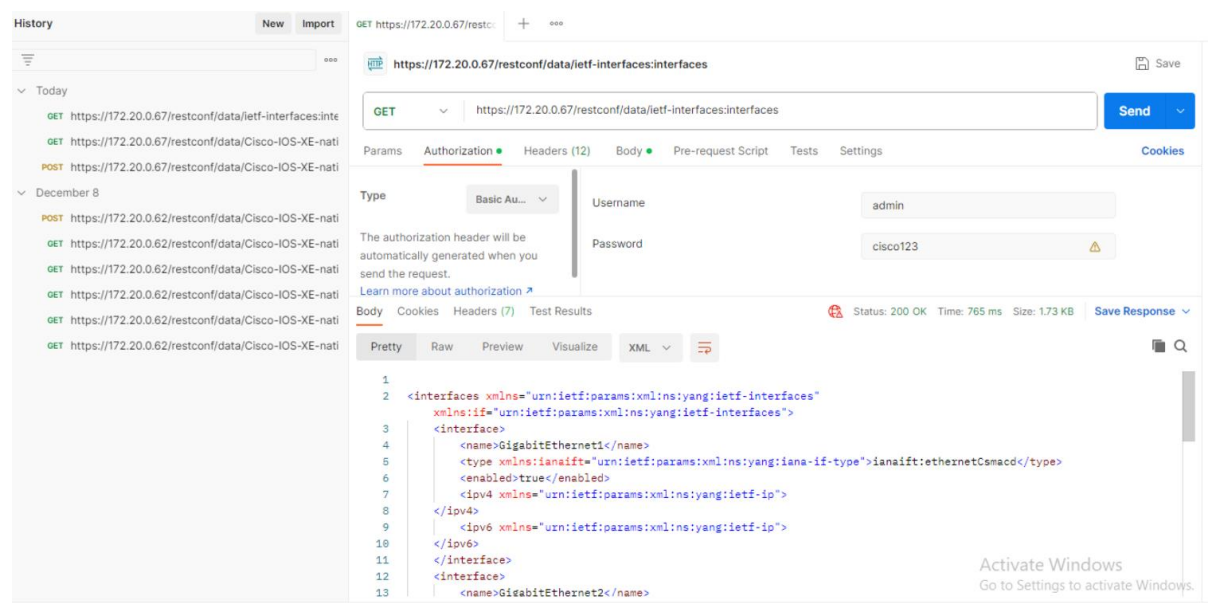 History
New
Import
GET https://172.20.0.67/restc
Today
GET https://172.20.0.67/restconf/data/ietf-interfaces:inte
GET https://172.20.0.67/restconf/data/Cisco-IOS-XE-nati
POST https://172.20.0.67/restconf/data/Cisco-IOS-XE-nati
December 8
POST https://172.20.0.62/restconf/data/Cisco-IOS-XE-nati
GET https://172.20.0.62/restconf/data/Cisco-IOS-XE-nati
GET https://172.20.0.62/restconf/data/Cisco-IOS-XE-nati
GET https://172.20.0.62/restconf/data/Cisco-IOS-XE-nati
GET https://172.20.0.62/restconf/data/Cisco-IOS-XE-nati
GET https://172.20.0.62/restconf/data/Cisco-IOS-XE-nati
HTTP https://172.20.0.67/restconf/data/ietf-interfaces:interfaces
Save
GET https://172.20.0.67/restconf/data/ietf-interfaces:interfaces
Send
Params Authorization Headers (12) Body Pre-request Script Tests Settings Cookies
Type Basic Au...
The authorization header will be
automatically generated when you
send the request.
Learn more about authorization
Username admin
Password cisco123
Body Cookies Headers (7) Test Results Status: 200 OK Time: 765 ms Size: 1.73 KB Save Response
Pretty Raw Preview Visualize XML
1
2 <interfaces xmlns="urn:ietf:params:xml:ns:yang:ietf-interfaces"
xmlns:if="urn:ietf:params:xml:ns:yang:ietf-interfaces">
3 <interface>
4 <name>GigabitEthernet1</name>
5 <type xmlns:ianaift="urn:ietf:params:xml:ns:yang:iana-if-type">ianaift:ethernetCsmacd</type>
6 <enabled>true</enabled>
7 <ipv4 xmlns="urn:ietf:params:xml:ns:yang:ietf-ip">
8 </ipv4>
9 <ipv6 xmlns="urn:ietf:params:xml:ns:yang:ietf-ip">
10 </ipv6>
11 </interface>
12 <interface>
13 <name>GigabitEthernet2</name>
Activate Windows
Go to Settings to activate Windows.